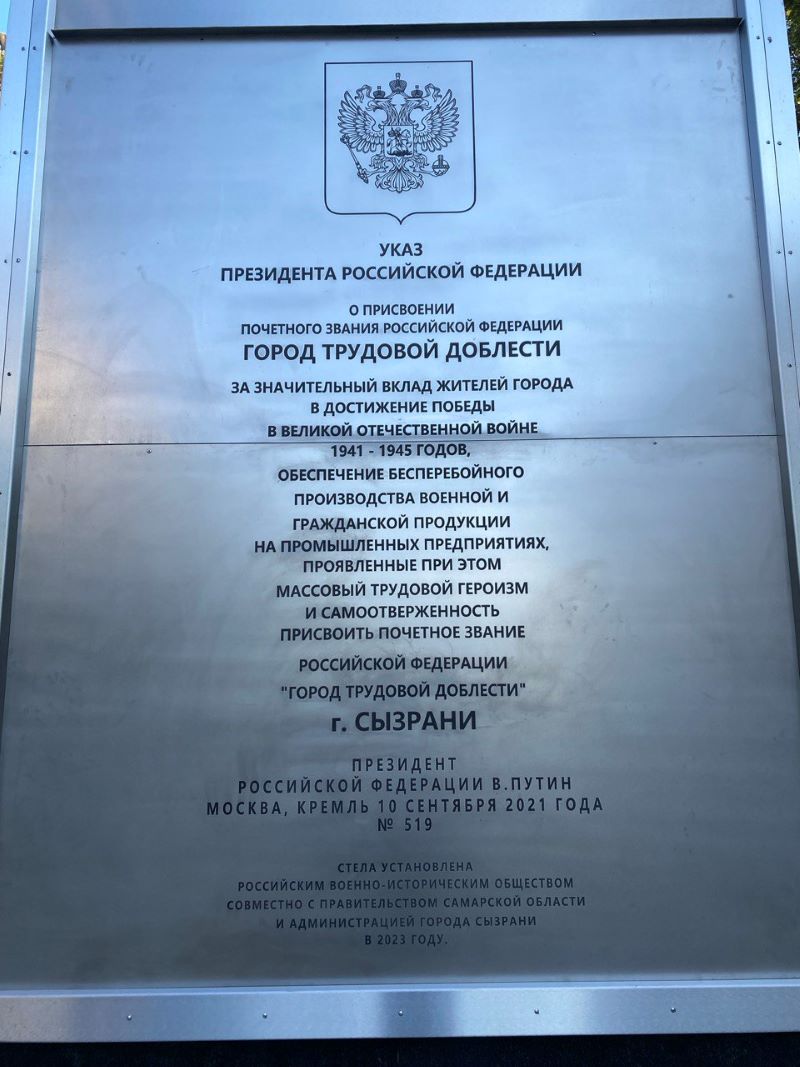 УКАЗ
ПРЕЗИДЕНТА РОССИЙСКОЙ ФЕДЕРАЦИИ
О ПРИСВОЕНИИ
ПОЧЕТНОГО ЗВАНИЯ РОССИЙСКОЙ ФЕДЕРАЦИИ
ГОРОД ТРУДОВОЙ ДОБЛЕСТИ
ЗА ЗНАЧИТЕЛЬНЫЙ ВКЛАД ЖИТЕЛЕЙ ГОРОДА
В ДОСТИЖЕНИЕ ПОБЕДЫ
В ВЕЛИКОЙ ОТЕЧЕСТВЕННОЙ ВОЙНЕ
1941 - 1945 ГОДОВ,
ОБЕСПЕЧЕНИЕ БЕСПЕРЕБОЙНОГО
ПРОИЗВОДСТВА ВОЕННОЙ И
ГРАЖДАНСКОЙ ПРОДУКЦИИ
НА ПРОМЫШЛЕННЫХ ПРЕДПРИЯТИЯХ,
ПРОЯВЛЕННЫЕ ПРИ ЭТОМ
МАССОВЫЙ ТРУДОВОЙ ГЕРОИЗМ
И САМООТВЕРЖЕННОСТЬ
ПРИСВОИТЬ ПОЧЕТНОЕ ЗВАНИЕ
РОССИЙСКОЙ ФЕДЕРАЦИИ
"ГОРОД ТРУДОВОЙ ДОБЛЕСТИ"
г. СЫЗРАНИ
ПРЕЗИДЕНТ
РОССИЙСКОЙ ФЕДЕРАЦИИ В.ПУТИН
МОСКВА, КРЕМЛЬ 10 СЕНТЯБРЯ 2021 ГОДА
№ 519
СТЕЛА УСТАНОВЛЕНА
РОССИЙСКИМ ВОЕННО-ИСТОРИЧЕСКИМ ОБЩЕСТВОМ
СОВМЕСТНО С ПРАВИТЕЛЬСТВОМ САМАРСКОЙ ОБЛАСТИ
И АДМИНИСТРАЦИЕЙ ГОРОДА СЫЗРАНИ
В 2023 ГОДУ.